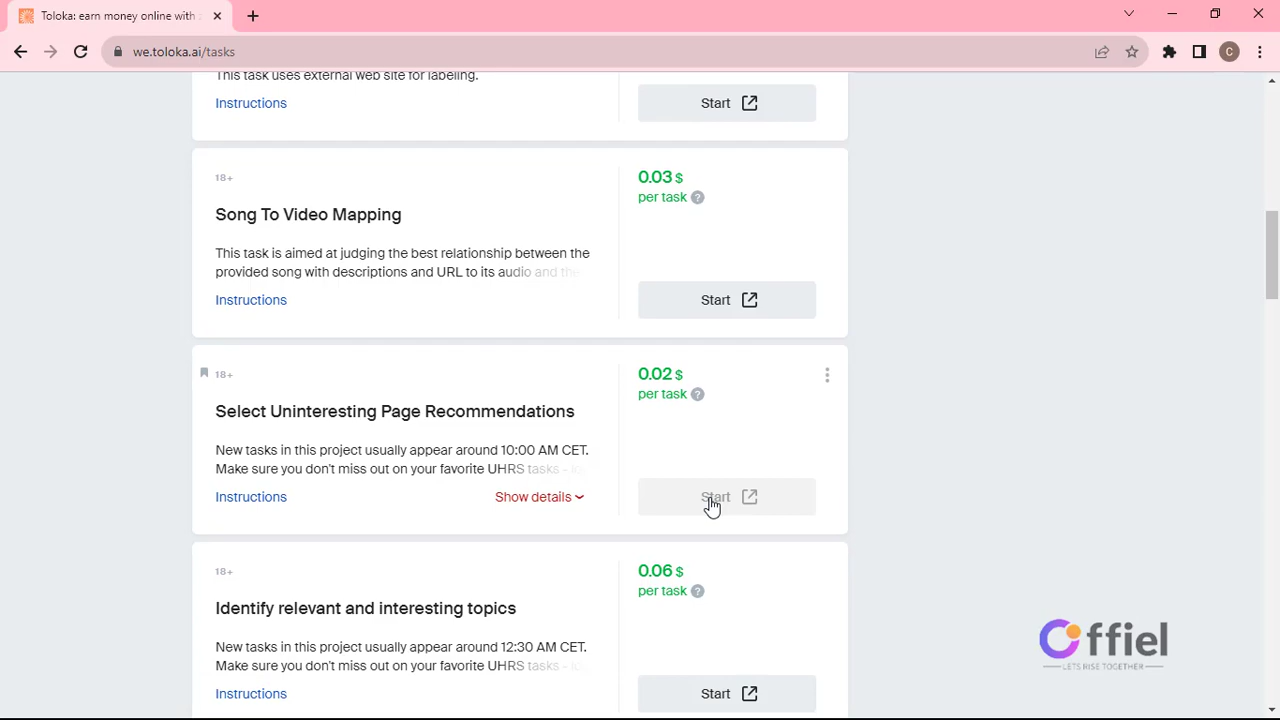 Toloka: earn money online with
we.toloka.ai/tasks
C
This task uses external web site for labeling.
Instructions
Start
18+
0.03 $
per task ?
Song To Video Mapping
This task is aimed at judging the best relationship between the
provided song with descriptions and URL to its audio and the
Instructions
Start
18+
0.02 $
per task ?
Select Uninteresting Page Recommendations
New tasks in this project usually appear around 10:00 AM CET.
Make sure you don't miss out on your favorite UHRS tasks -
Instructions
Show details
Start
18+
0.06 $
per task ?
Identify relevant and interesting topics
New tasks in this project usually appear around 12:30 AM CET.
Make sure you don't miss out on your favorite UHRS tasks -
Instructions
Start
Offiel
LETS RISE TOGETHER